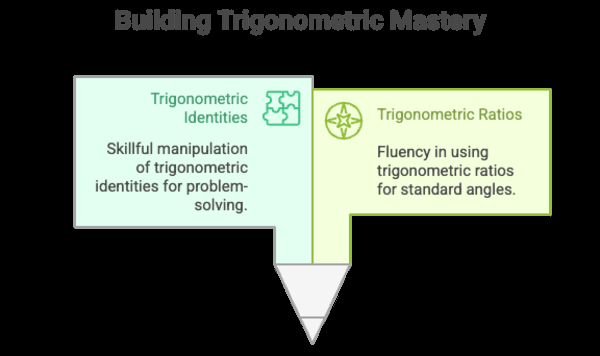 Building Trigonometric Mastery
Trigonometric
Identities
Skillful manipulation
of trigonometric
identities for problem-
solving.
Trigonometric Ratios
Fluency in using
trigonometric ratios
for standard angles.